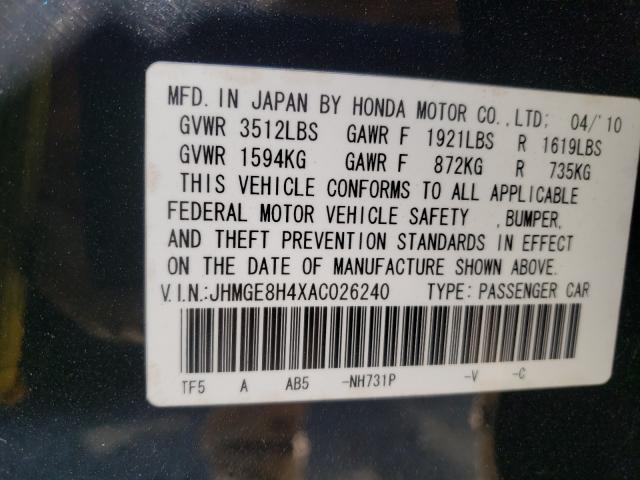 MFD. IN JAPAN BY HONDA MOTOR CO., LTD: 04/'10
GVWR 3512LBS GAWR F 1921LBS R 1619LBS
GVWR 1594KG GAWR F 872KG R 735KG
THIS VEHICLE CONFORMS TO ALL APPLICABLE
FEDERAL MOTOR VEHICLE SAFETY , BUMPER,
AND THEFT PREVENTION STANDARDS IN EFFECT
ON THE DATE OF MANUFACTURE SHOWN ABOVE.
V.I.N.:JHMGE8H4XAC026240 TYPE: PASSENGER CAR
TF5 A AB5 -NH731P -V -C